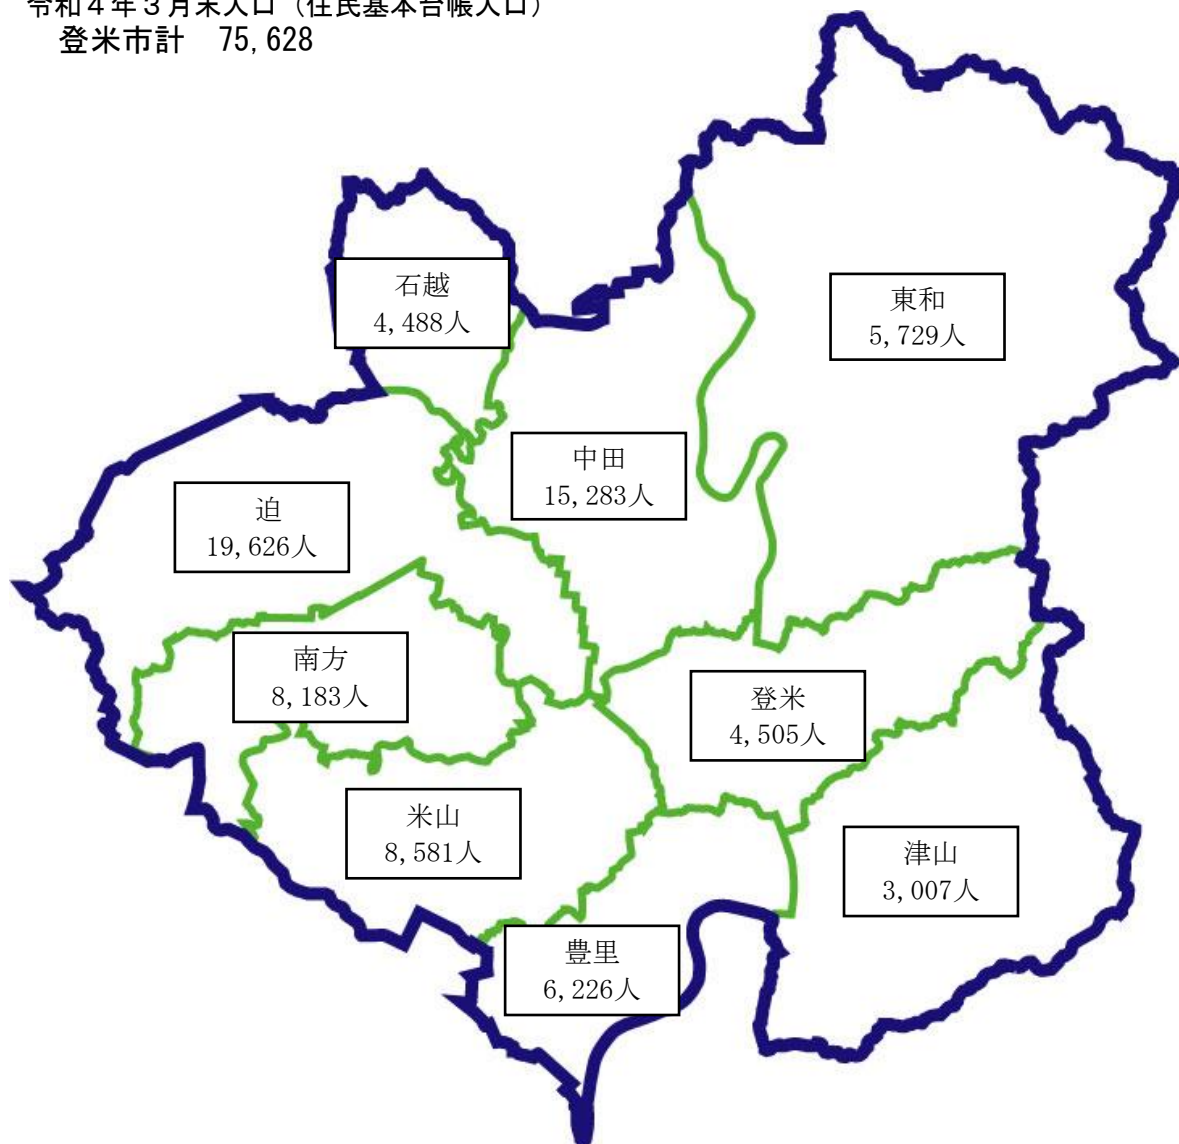 令和４年３月末人口（住民基本台帳人口）
登米市計　75,628
石越
4,488人
東和
5,729人
中田
15,283人
迫
19,626人
南方
8,183人
登米
4,505人
米山
8,581人
津山
3,007人
豊里
6,226人